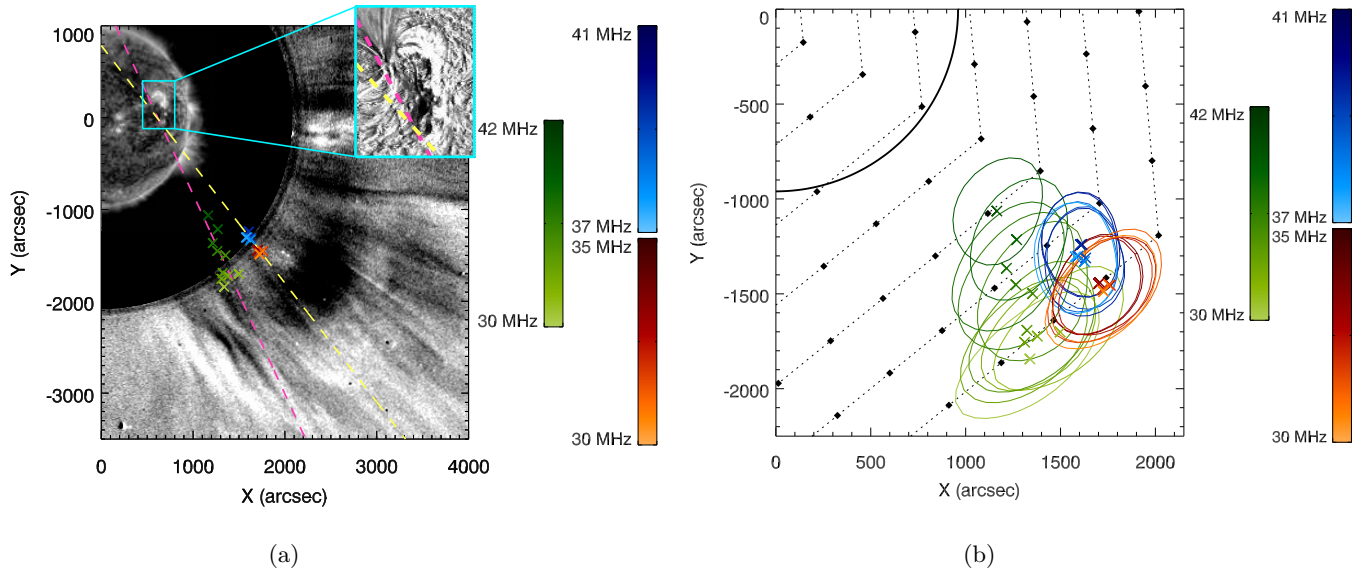 1000
0
-1000
-2000
-3000
Y (arcsec)
0
1000
2000
3000
4000
X (arcsec)
42 MHz
30 MHz
41 MHz
37 MHz
35 MHz
30 MHz
(a)
0
-500
-1000
-1500
-2000
Y (arcsec)
0
500
1000
1500
2000
X (arcsec)
42 MHz
30 MHz
41 MHz
37 MHz
35 MHz
30 MHz
(b)